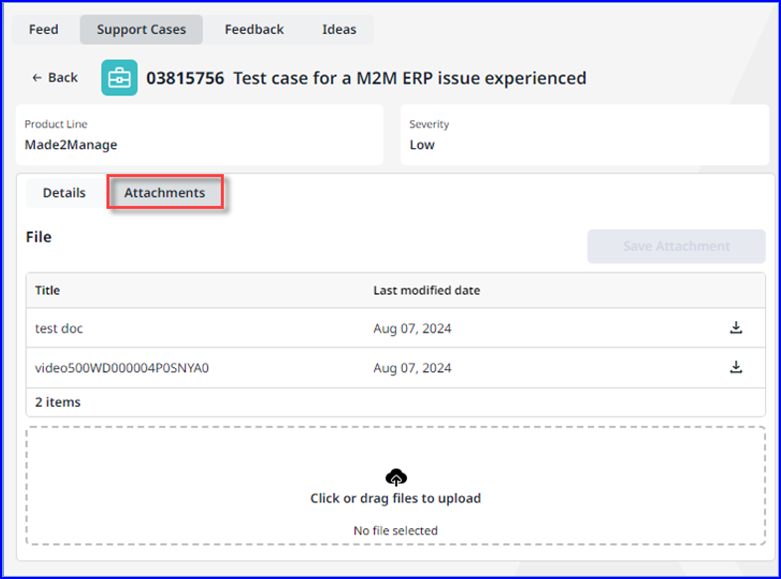 Feed Support Cases Feedback Ideas
← Back 03815756 Test case for a M2M ERP issue experienced
Product Line Severity
Made2Manage Low
Details Attachments
File
Save Attachment
Title Last modified date
test doc Aug 07, 2024
video500WD000004P0SNYA0 Aug 07, 2024
2 items
Click or drag files to upload
No file selected